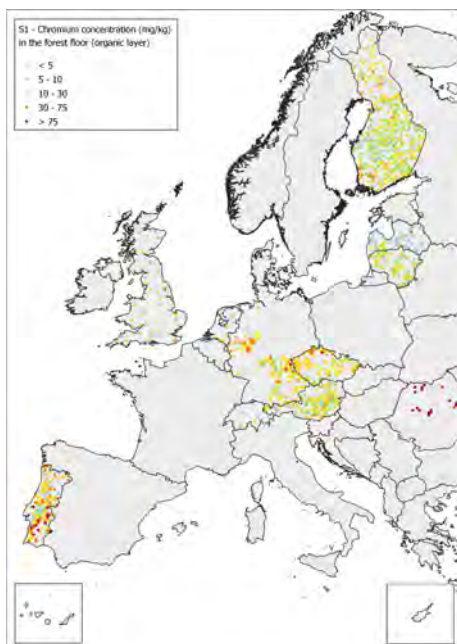 S1 - Chromium concentration (mg/kg)
in the forest floor (organic layer)
< 5
5 - 10
10 - 30
30 - 75
> 75